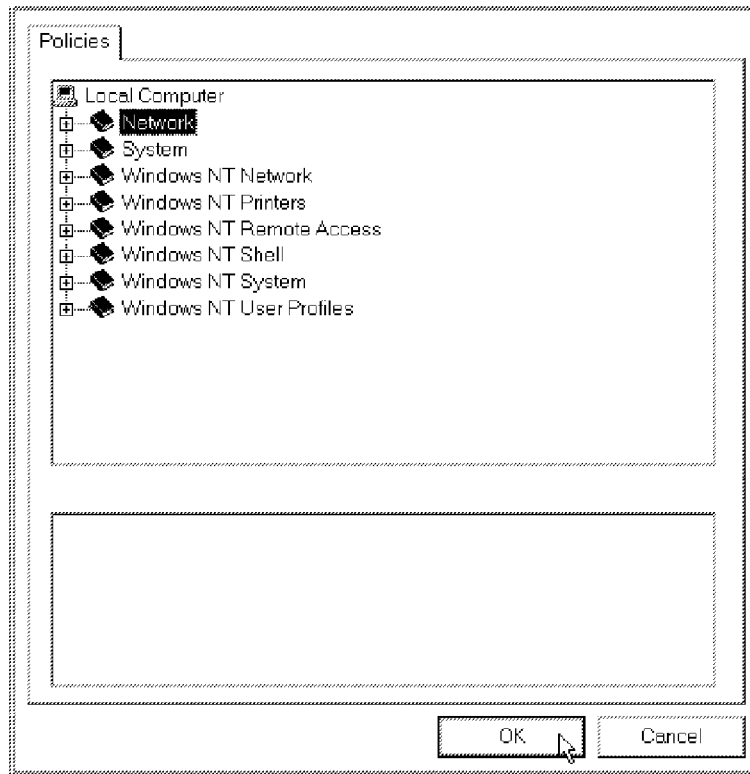 Policies
Local Computer
Network
System
Windows NT Network
Windows NT Printers
Windows NT Remote Access
Windows NT Shell
Windows NT System
Windows NT User Profiles
OK
Cancel